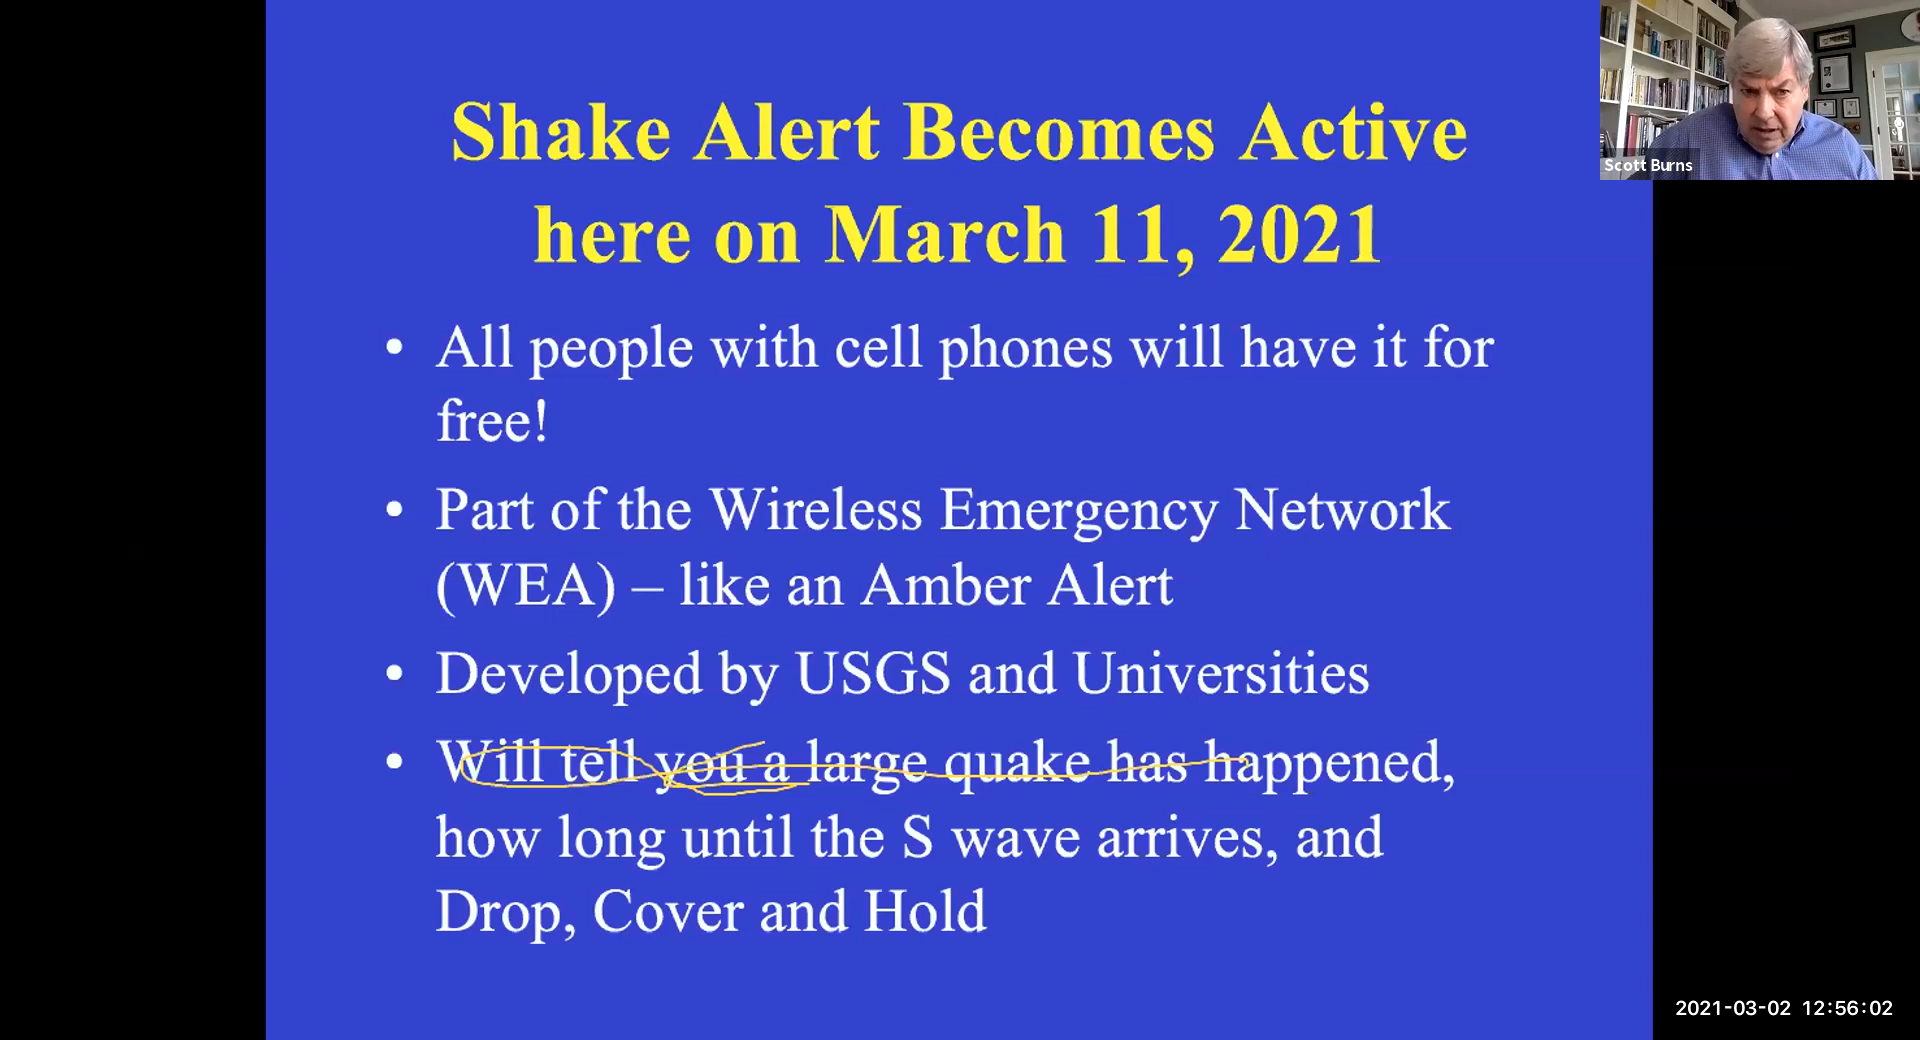 Shake Alert Becomes Active
here on March 11, 2021
• All people with cell phones will have it for
free!
• Part of the Wireless Emergency Network
(WEA) – like an Amber Alert
• Developed by USGS and Universities
• Will tell you a large quake has happened,
how long until the S wave arrives, and
Drop, Cover and Hold
Scott Burns
2021-03-02 12:56:02